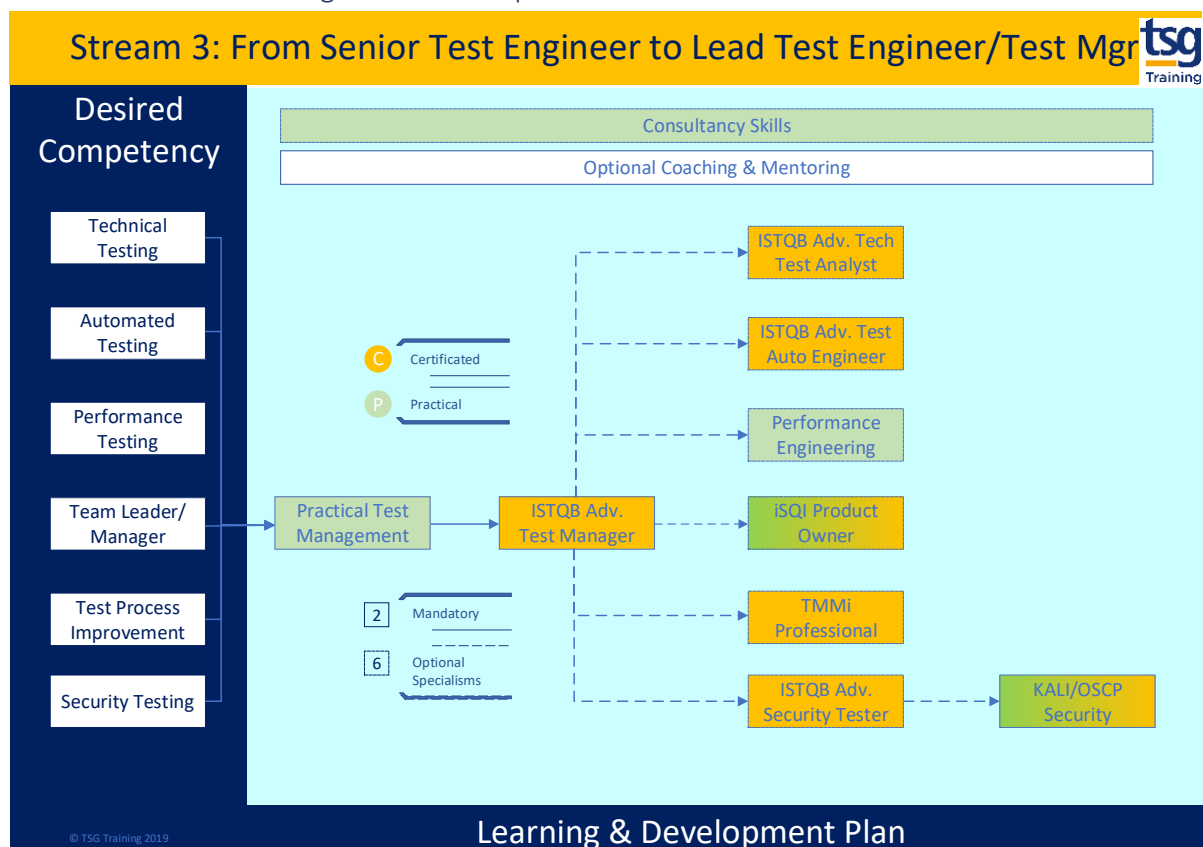 Stream 3: From Senior Test Engineer to Lead Test Engineer/Test Mgr
tsg
Training
Desired
Competency
Consultancy Skills
Optional Coaching & Mentoring
Technical
Testing
Automated
Testing
Performance
Testing
Team Leader/
Manager
Test Process
Improvement
Security Testing
C
Certificated
P
Practical
Practical Test
Management
ISTQB Adv.
Test Manager
2
Mandatory
6
Optional
Specialisms
ISTQB Adv. Tech
Test Analyst
ISTQB Adv. Test
Auto Engineer
Performance
Engineering
iSQI Product
Owner
TMMi
Professional
ISTQB Adv.
Security Tester
KALI/OSCP
Security
© TSG Training 2019
Learning & Development Plan